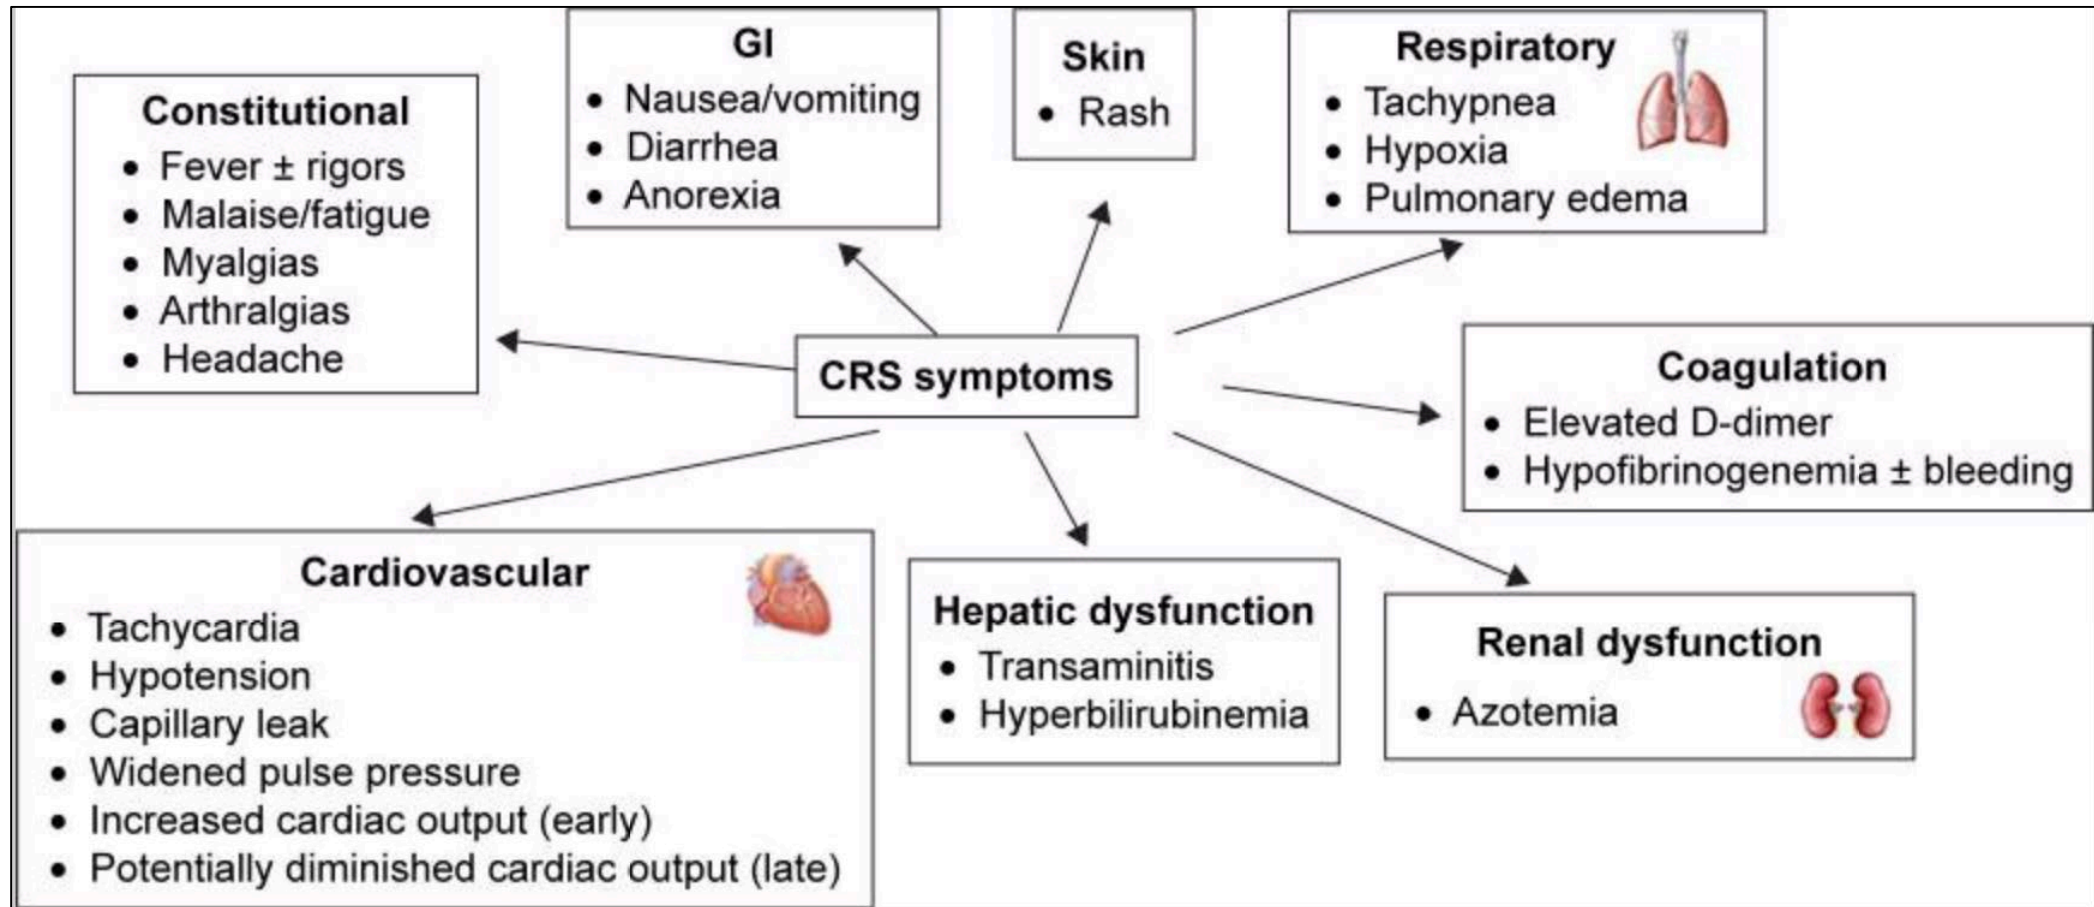 Constitutional
• Fever ± rigors
• Malaise/fatigue
• Myalgias
• Arthralgias
• Headache
GI
• Nausea/vomiting
• Diarrhea
• Anorexia
Skin
• Rash
Respiratory
• Tachypnea
• Hypoxia
• Pulmonary edema
CRS symptoms
Coagulation
• Elevated D-dimer
• Hypofibrinogenemia ± bleeding
Cardiovascular
• Tachycardia
• Hypotension
• Capillary leak
• Widened pulse pressure
• Increased cardiac output (early)
• Potentially diminished cardiac output (late)
Hepatic dysfunction
• Transaminitis
• Hyperbilirubinemia
Renal dysfunction
• Azotemia